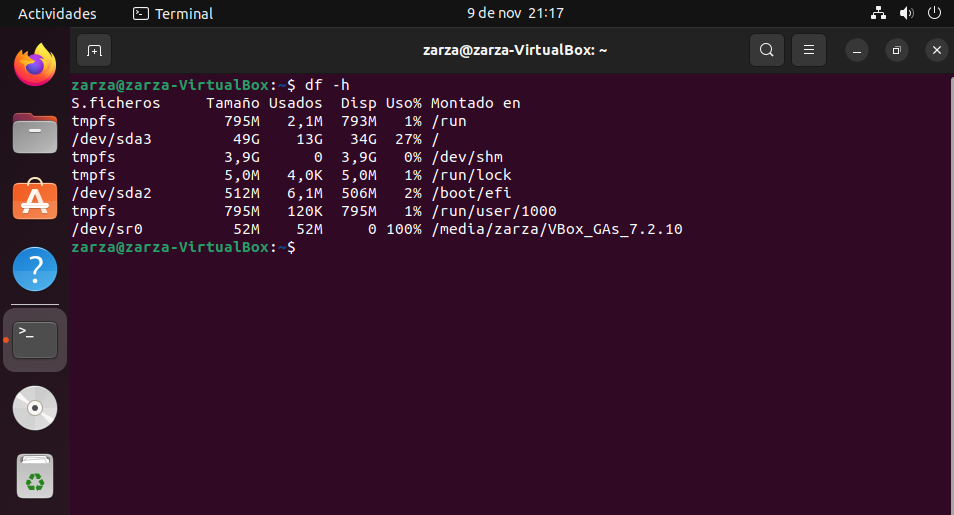 Actividades Terminal 9 de nov 21:17
zarza@zarza-VirtualBox: ~
zarza@zarza-VirtualBox:~$ df -h
S.ficheros Tamaño Usados Disp Uso% Montado en
tmpfs 795M 2,1M 793M 1% /run
/dev/sda3 49G 13G 34G 27% /
tmpfs 3,9G 0 3,9G 0% /dev/shm
tmpfs 5,0M 4,0K 5,0M 1% /run/lock
/dev/sda2 512M 6,1M 506M 2% /boot/efi
tmpfs 795M 120K 795M 1% /run/user/1000
/dev/sr0 52M 52M 0 100% /media/zarza/VBox_GAs_7.2.10
zarza@zarza-VirtualBox:~$